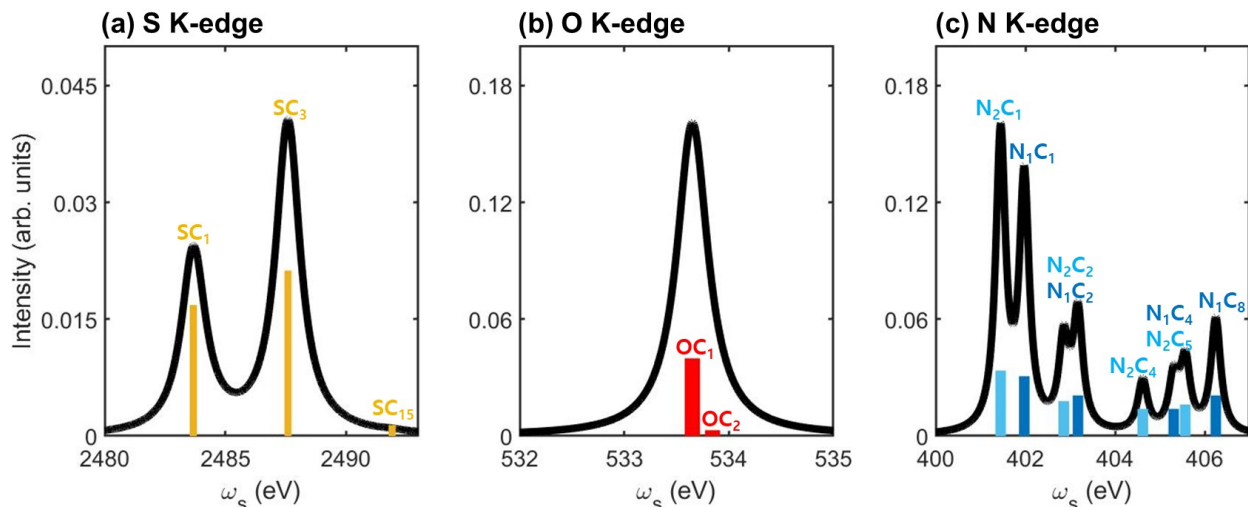 (a) S K-edge
(b) O K-edge
(c) N K-edge
Intensity (arb. units)
0.045
0.03
0.015
0
SC₁
SC₃
SC₁₅
2480
2485
2490
ωₛ (eV)
0.18
0.12
0.06
0
OC₁
OC₂
532
533
534
535
ωₛ (eV)
0.18
0.12
0.06
0
N₂C₁
N₁C₁
N₂C₂
N₁C₂
N₂C₄
N₁C₄
N₂C₅
N₁C₈
400
402
404
406
ωₛ (eV)